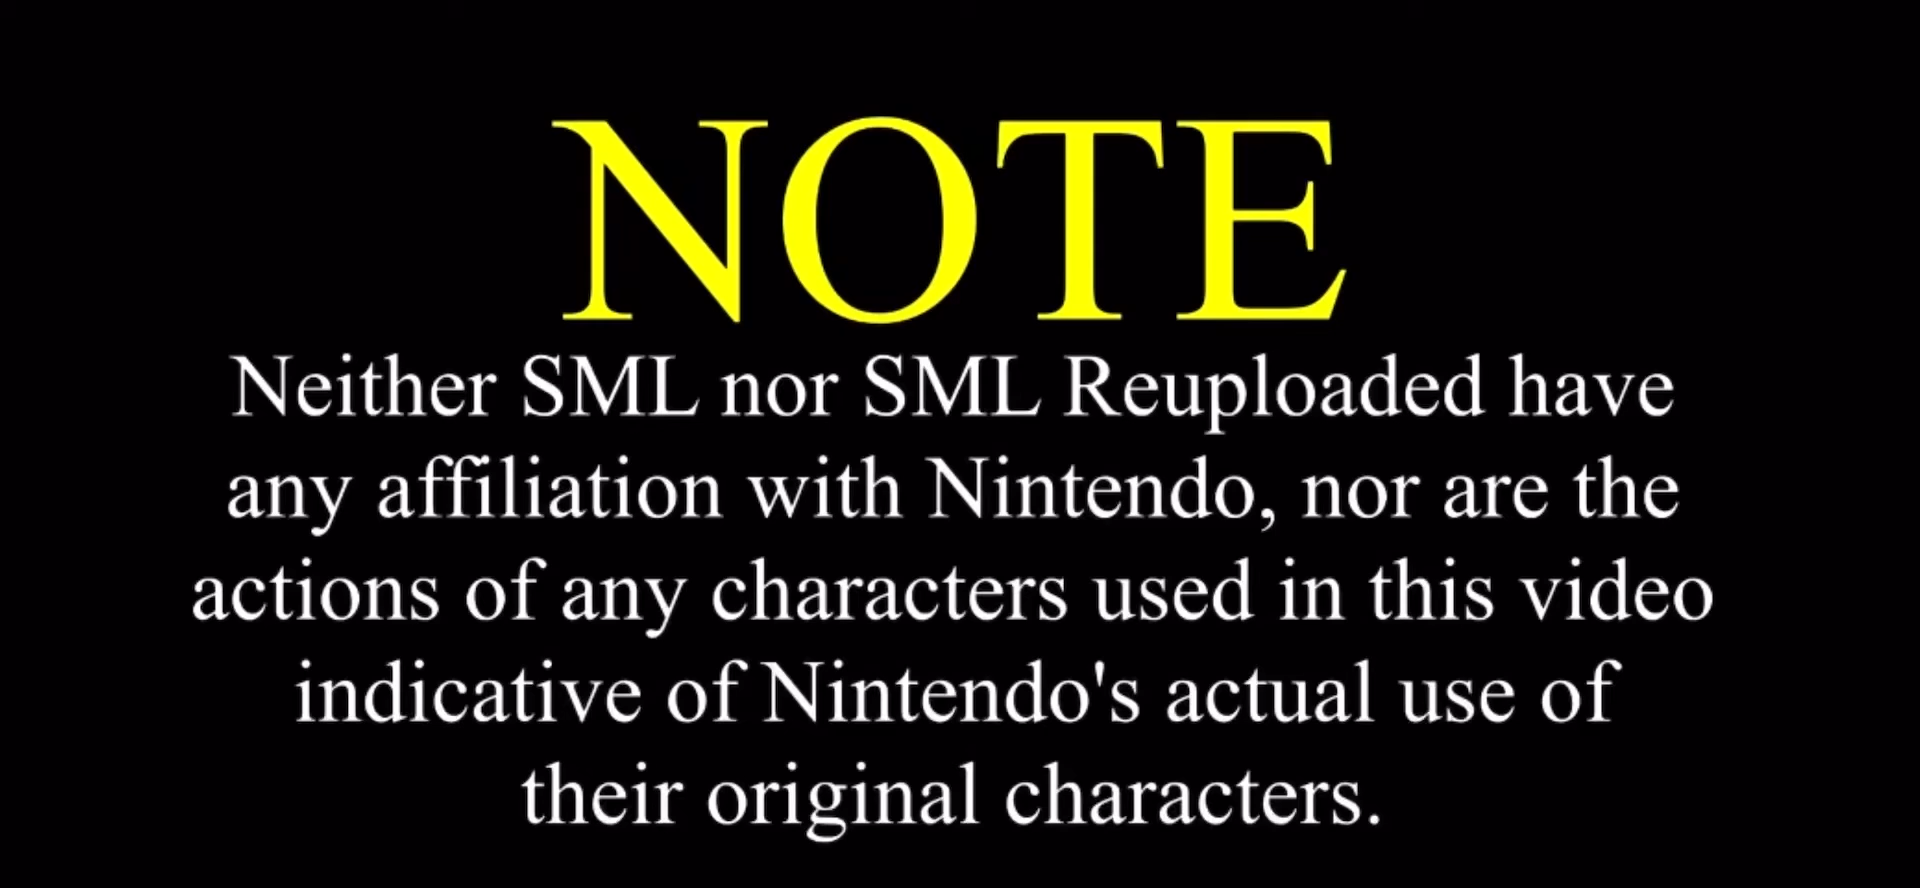 NOTE
Neither SML nor SML Reuploaded have
any affiliation with Nintendo, nor are the
actions of any characters used in this video
indicative of Nintendo's actual use of
their original characters.